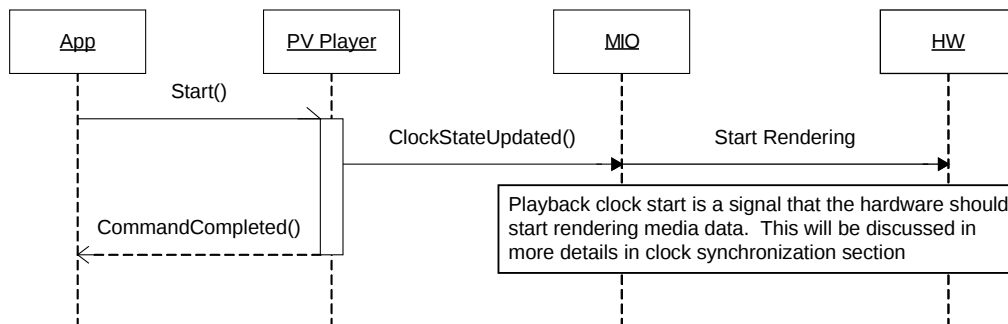 App
PV Player
MIO
HW
Start()
ClockStateUpdated()
Start Rendering
Playback clock start is a signal that the hardware should
start rendering media data.  This will be discussed in
more details in clock synchronization section
CommandCompleted()